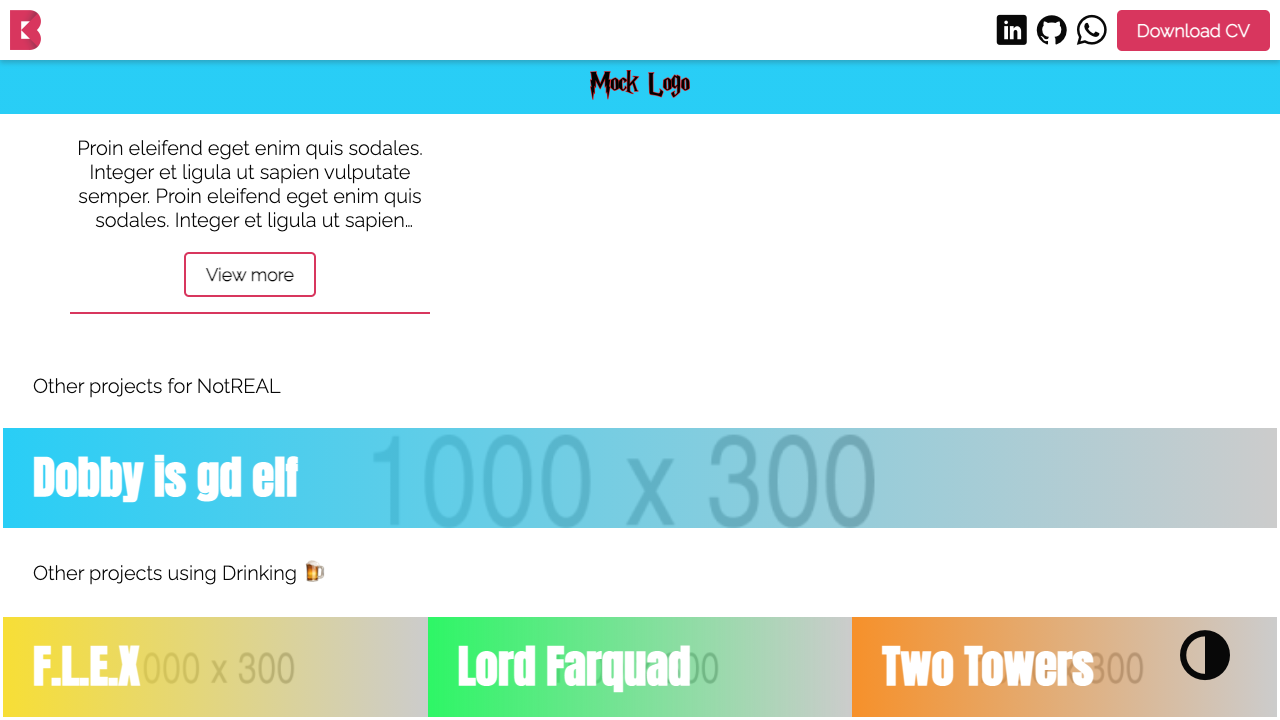 Download CV
Mock Logo
Proin eleifend eget enim quis sodales.
Integer et ligula ut sapien vulputate
semper. Proin eleifend eget enim quis
sodales. Integer et ligula ut sapien…
View more
Other projects for NotREAL
1000 x 300
Dobby is gd elf
Other projects using Drinking 🍺
F.L.E.X
000 x 300
Lord Farquad
Two Towers
300